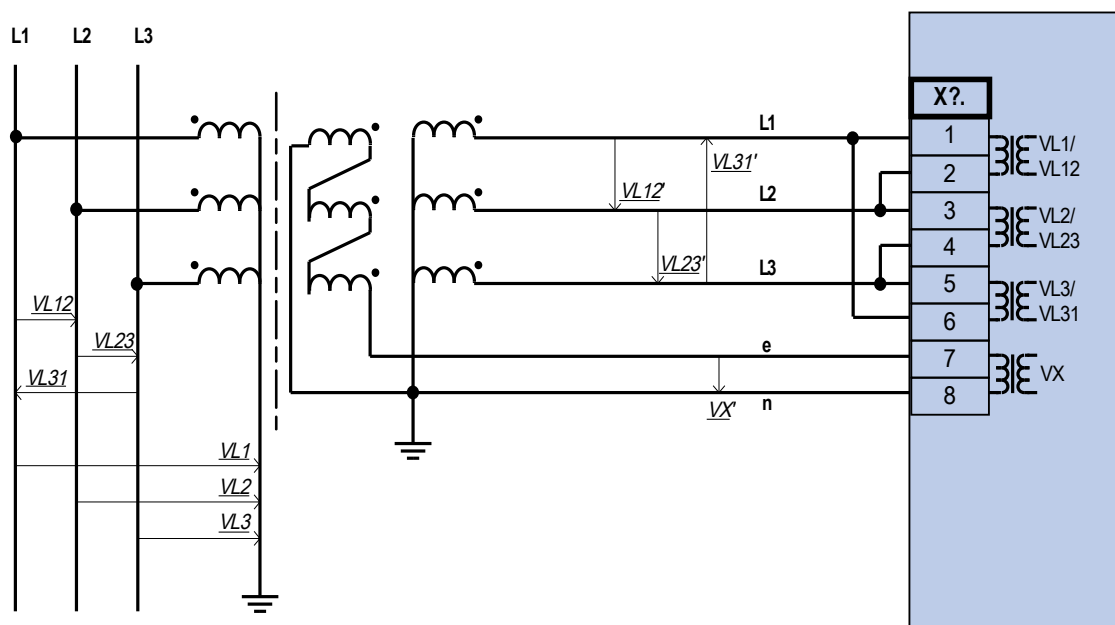 L1 L2 L3
X?.
L1
1
VL1/
VL12
VL31'
2
VL12'
L2
3
VL2/
VL23
4
VL23'
L3
5
VL3/
VL31
6
VL12
VL23
e
7
VX
VL31
VX'
n
8
VL1
VL2
VL3